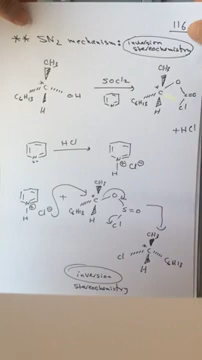 116
** SN2 mechanism: inversion
stereochemistry
CH3
C6H13 C OH
H
SOCl2
CH3
C6H13 C O
H
+ HCl
HCl
N
H
Cl
N
H
Cl
+
CH3
C6H13 C O
H
S=O
Cl
CH3
Cl C C6H13
H
inversion
stereochemistry